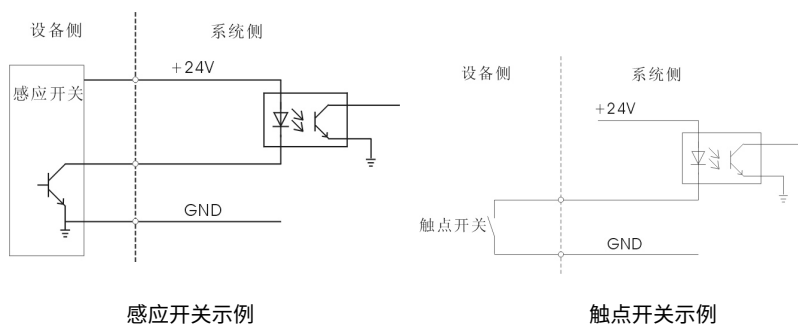 设备侧
系统侧
+24V
感应开关
GND
感应开关示例
设备侧
系统侧
+24V
触点开关
GND
触点开关示例